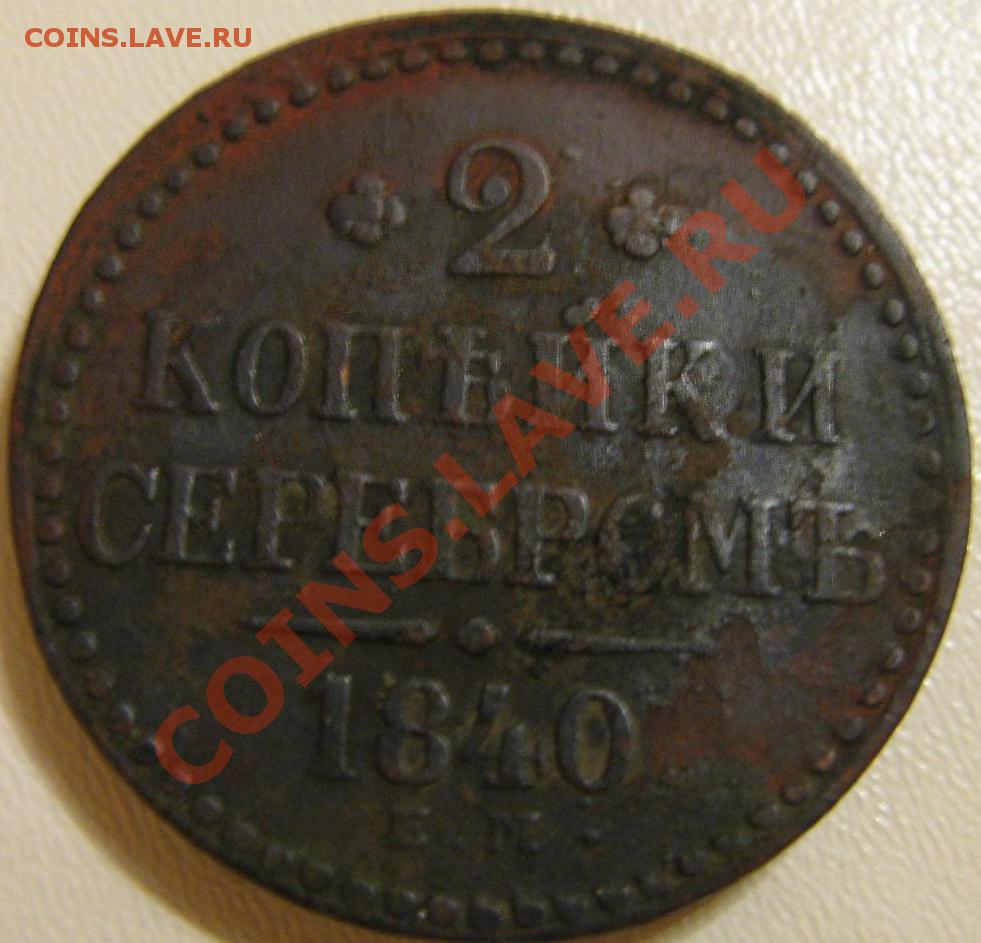 COINS.LAVE.RU
2
КОПѢЙКИ
СЕРЕБРОМЪ
1840
Е.М.
COINS.LAVE.RU